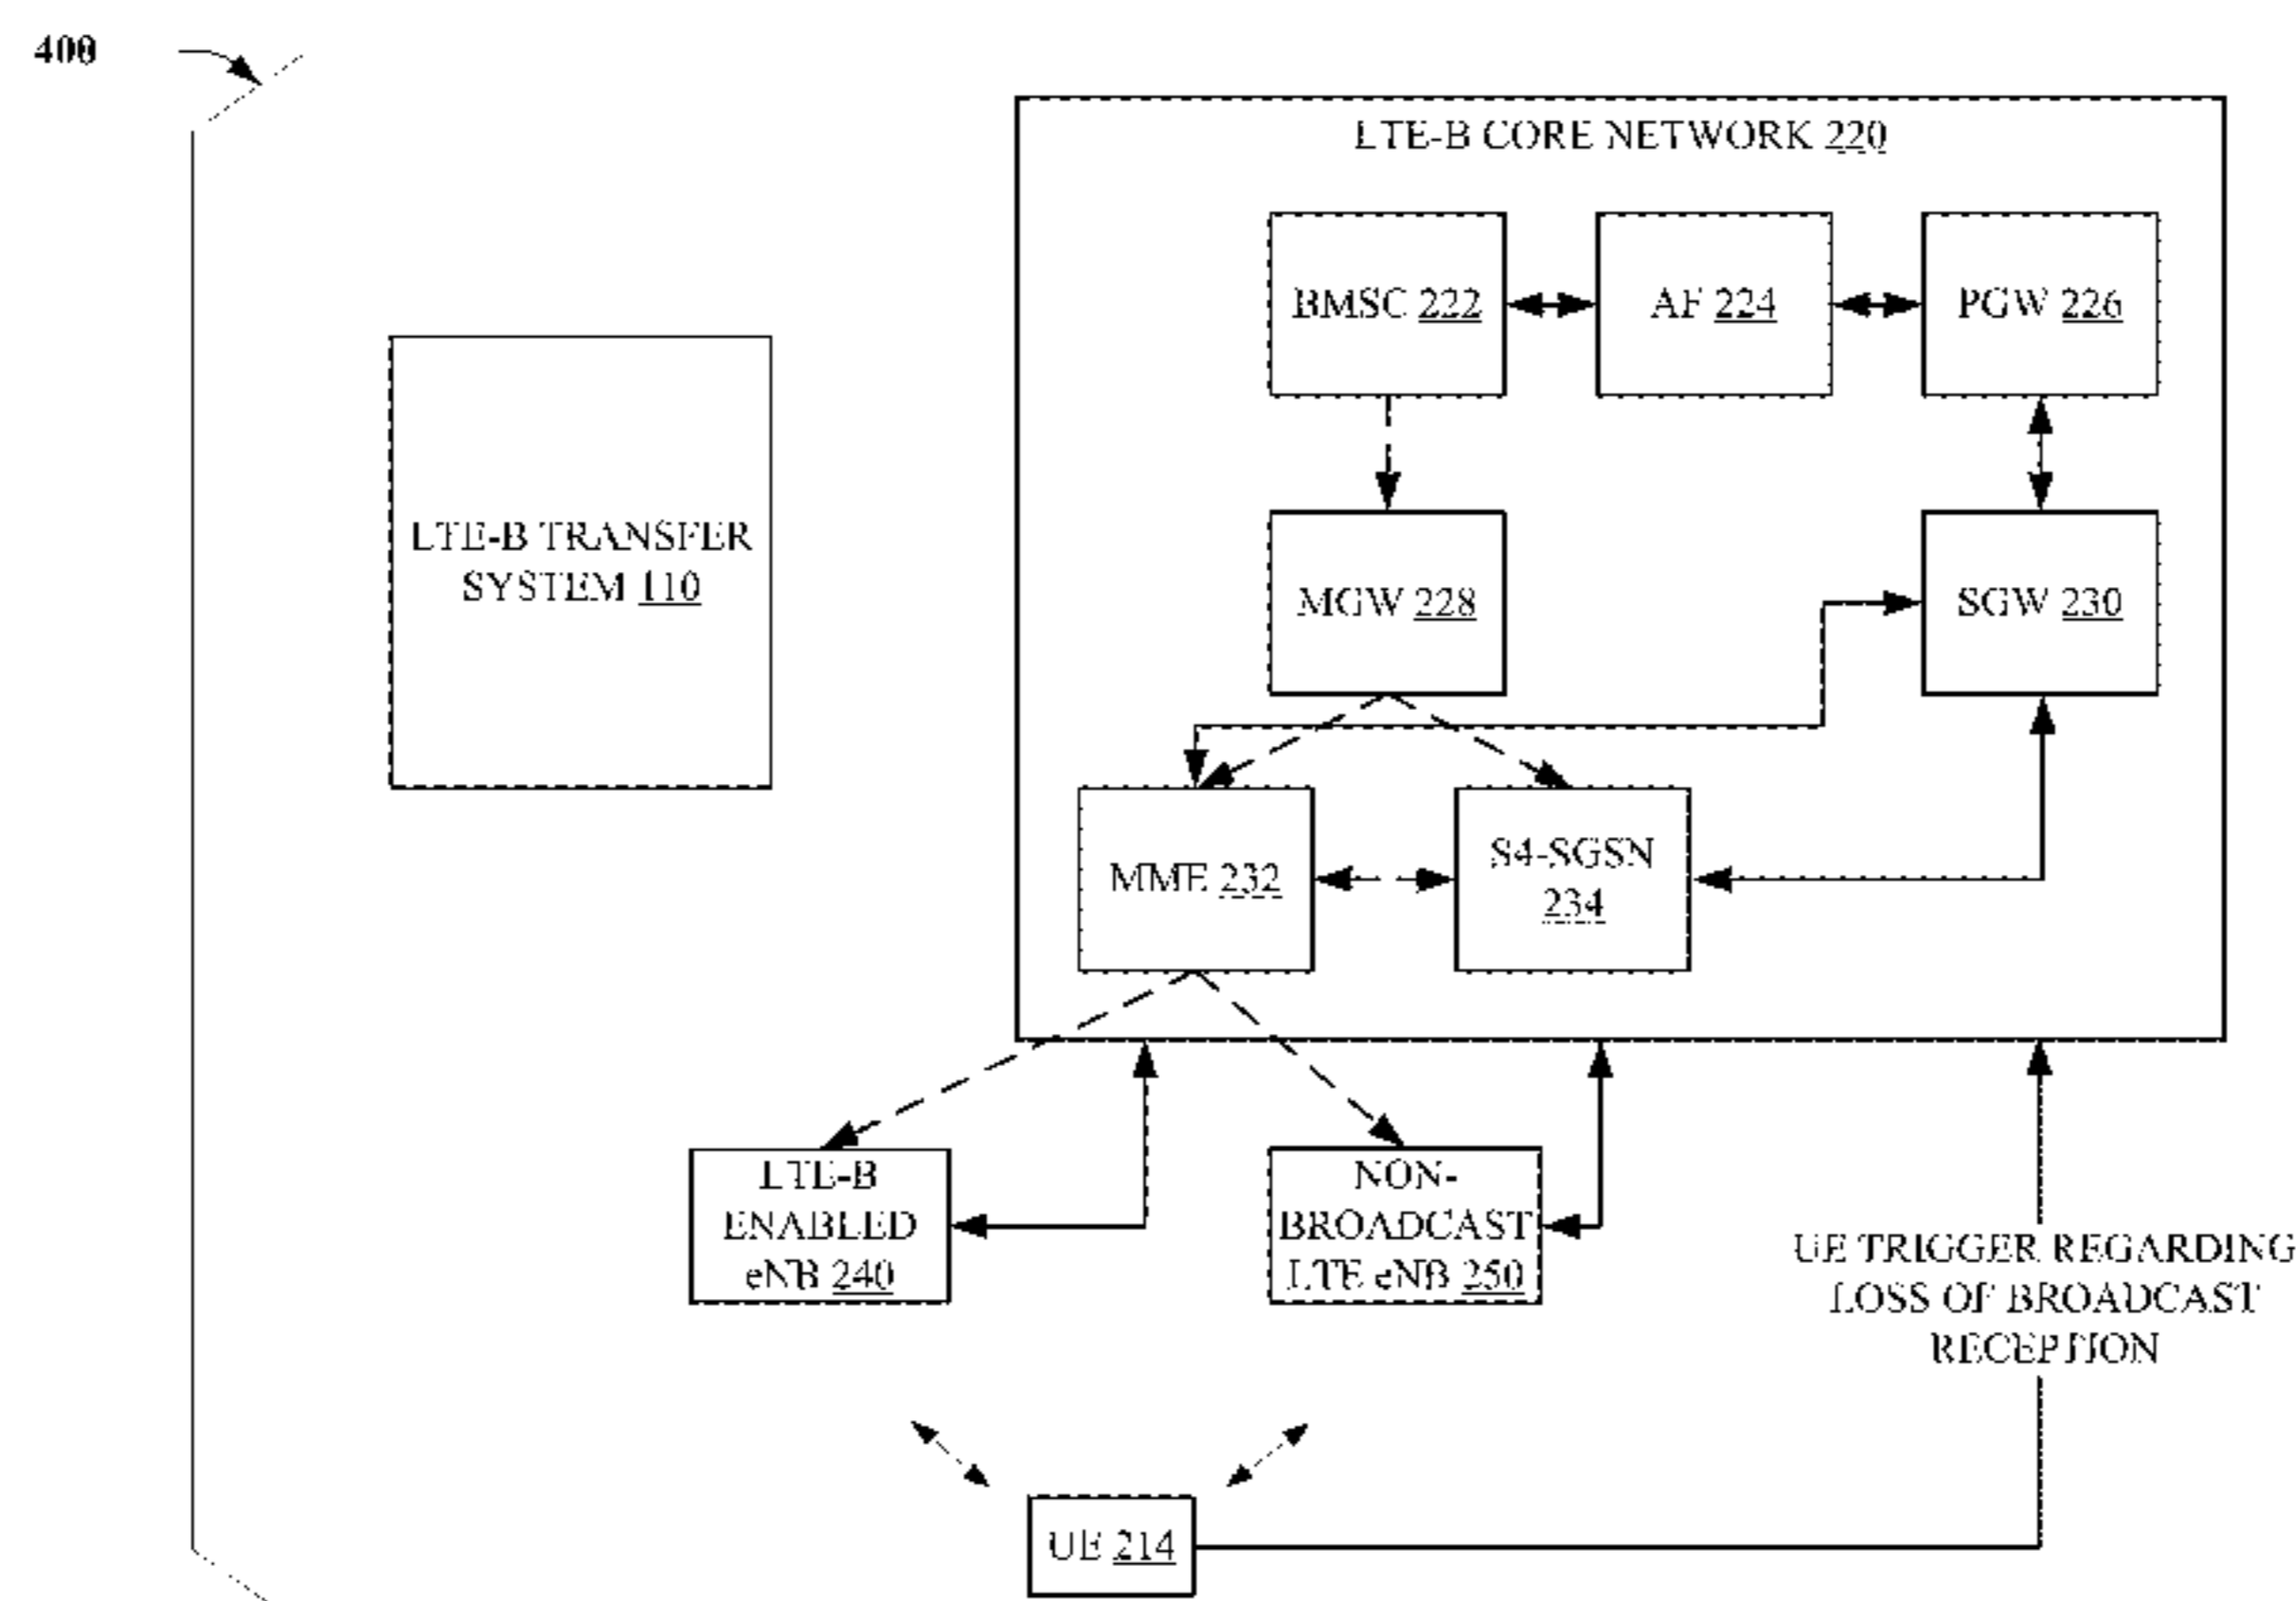 400
LTE-B CORE NETWORK 220
BMSC 222
AF 224
PGW 226
LTE-B TRANSFER
SYSTEM 110
MGW 228
SGW 230
MME 232
S4-SGSN
234
LTE-B
ENABLED
eNB 240
NON-
BROADCAST
LTE eNB 250
UE TRIGGER REGARDING
LOSS OF BROADCAST
RECEPTION
UE 214